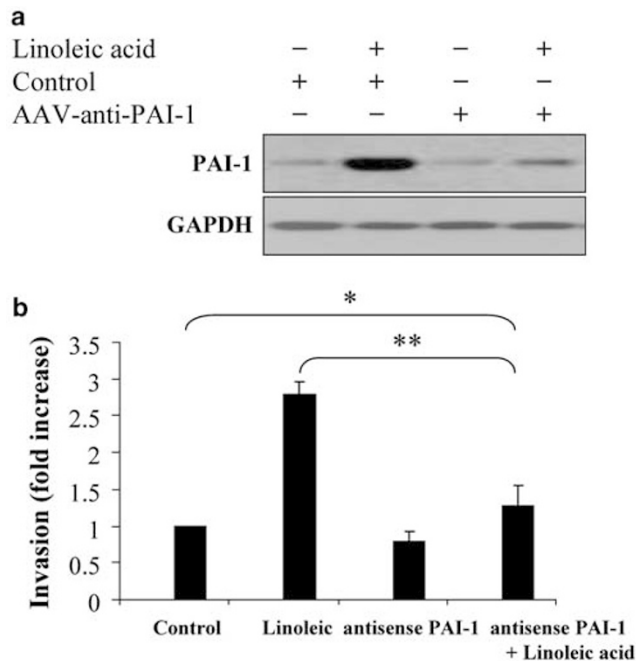 a
Linoleic acid − + − +
Control + + − −
AAV-anti-PAI-1 − − + +
PAI-1
GAPDH
b
*
**
Invasion (fold increase)
3.5
3
2.5
2
1.5
1
0.5
0
Control Linoleic antisense PAI-1 antisense PAI-1
+ Linoleic acid